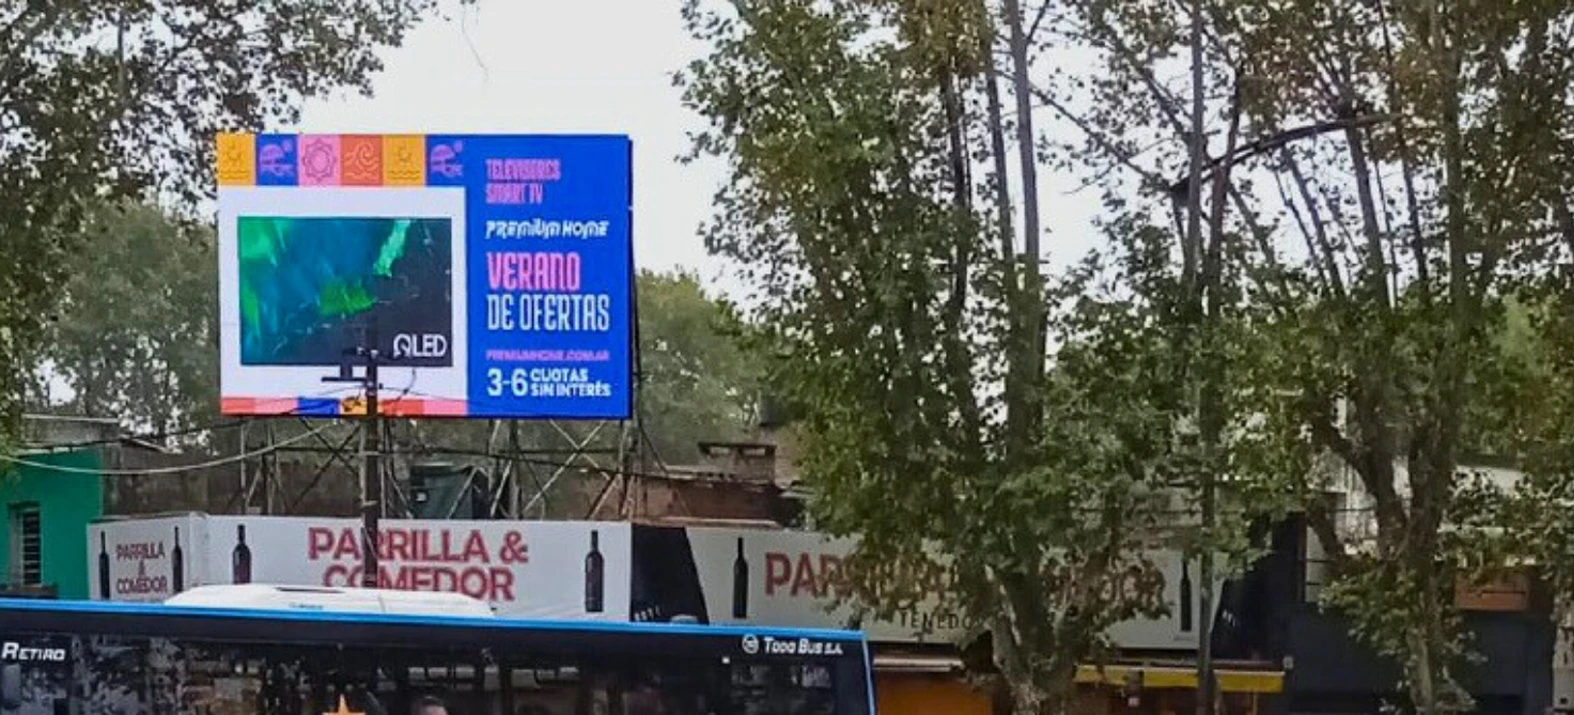 TELEVISORES
SMART TV
PREMIUM HOME
VERANO
DE OFERTAS
PREMIUMHOME.COM.AR
3-6 CUOTAS
SIN INTERÉS
QLED
PARRILLA
&
COMEDOR
PARRILLA &
COMEDOR
TENEDOR
RETIRO
TODO BUS S.A.